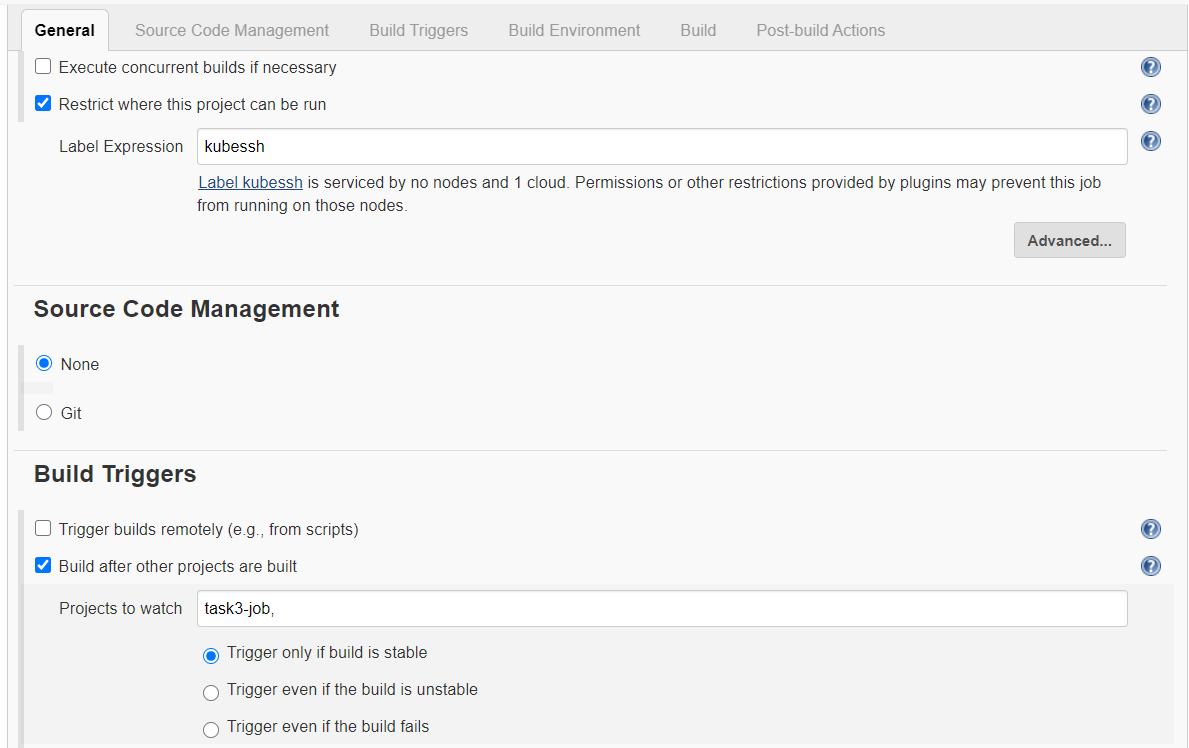 General Source Code Management Build Triggers Build Environment Build Post-build Actions
Execute concurrent builds if necessary ?
Restrict where this project can be run ?
Label Expression kubessh ?
Label kubessh is serviced by no nodes and 1 cloud. Permissions or other restrictions provided by plugins may prevent this job
from running on those nodes.
Advanced...
Source Code Management
None
Git
Build Triggers
Trigger builds remotely (e.g., from scripts) ?
Build after other projects are built ?
Projects to watch task3-job,
Trigger only if build is stable
Trigger even if the build is unstable
Trigger even if the build fails